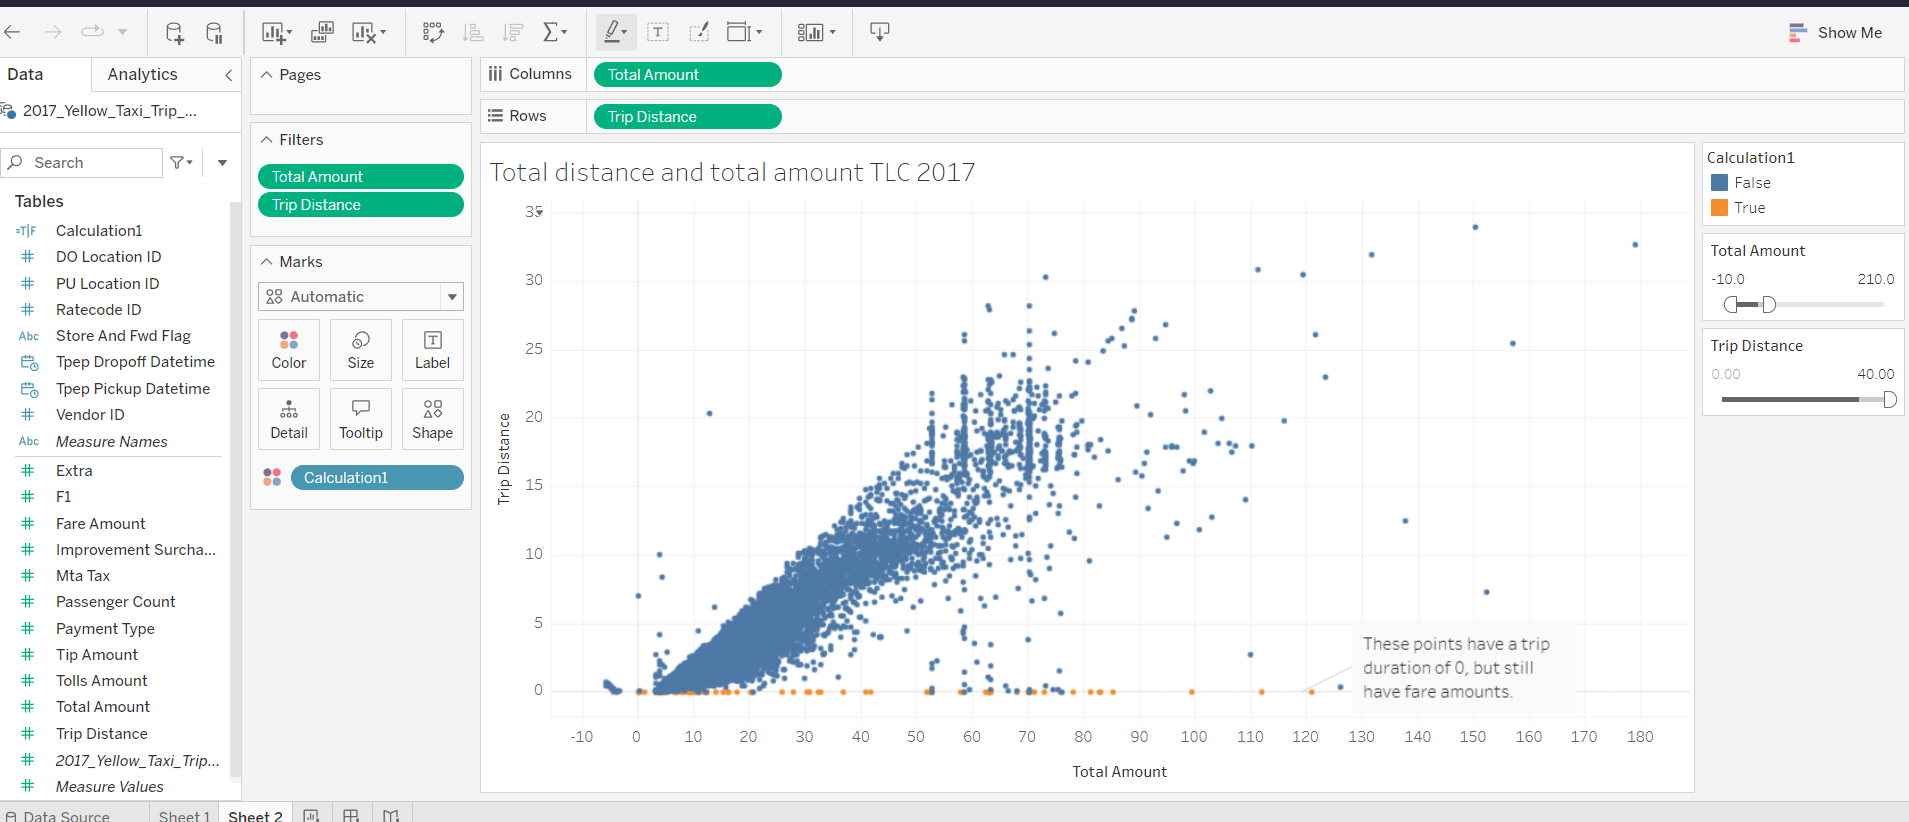 Show Me
Data
Analytics
Pages
Columns
Total Amount
2017_Yellow_Taxi_Trip_...
Rows
Trip Distance
Filters
Total Amount
Trip Distance
Search
Tables
=T|F Calculation1
# DO Location ID
# PU Location ID
# Ratecode ID
Abc Store And Fwd Flag
Tpep Dropoff Datetime
Tpep Pickup Datetime
# Vendor ID
Abc Measure Names
# Extra
# F1
# Fare Amount
# Improvement Surcha...
# Mta Tax
# Passenger Count
# Payment Type
# Tip Amount
# Tolls Amount
# Total Amount
# Trip Distance
# 2017_Yellow_Taxi_Trip...
# Measure Values
Marks
Automatic
Color
Size
Label
Detail
Tooltip
Shape
Calculation1
Total distance and total amount TLC 2017
35
30
25
20
15
10
5
0
Trip Distance
These points have a trip
duration of 0, but still
have fare amounts.
-10 0 10 20 30 40 50 60 70 80 90 100 110 120 130 140 150 160 170 180
Total Amount
Calculation1
False
True
Total Amount
-10.0 210.0
Trip Distance
0.00 40.00
Data Source
Sheet 1
Sheet 2